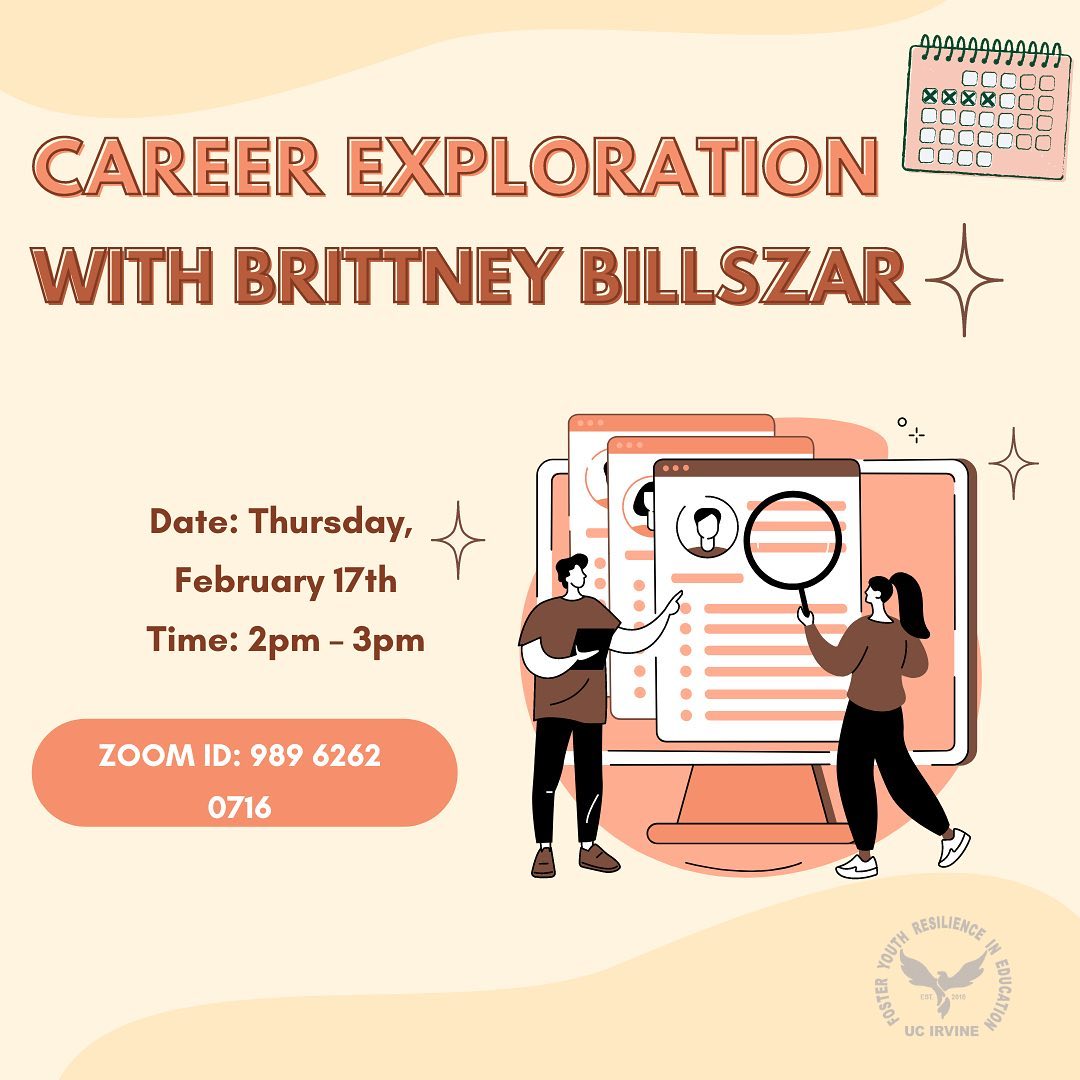 CAREER EXPLORATION
WITH BRITTNEY BILLSZAR
Date: Thursday,
February 17th
Time: 2pm – 3pm
ZOOM ID: 989 6262
0716
FOSTER YOUTH RESILIENCE IN EDUCATION
EST. 2015
UC IRVINE